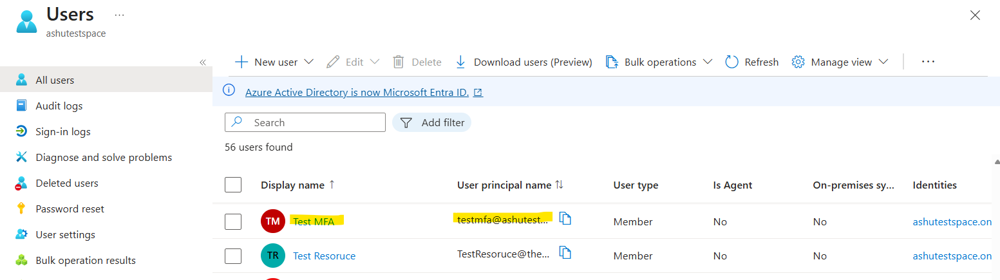 Users ...
ashutestspace
«
All users
Audit logs
Sign-in logs
Diagnose and solve problems
Deleted users
Password reset
User settings
Bulk operation results
New user Edit Delete Download users (Preview) Bulk operations Refresh Manage view ...
Azure Active Directory is now Microsoft Entra ID.
Search Add filter
56 users found
Display name ↑ User principal name ↑↓ User type Is Agent On-premises sy... Identities
TM Test MFA testmfa@ashutest... Member No No ashutestspace.on
TR Test Resoruce TestResoruce@the... Member No No ashutestspace.on